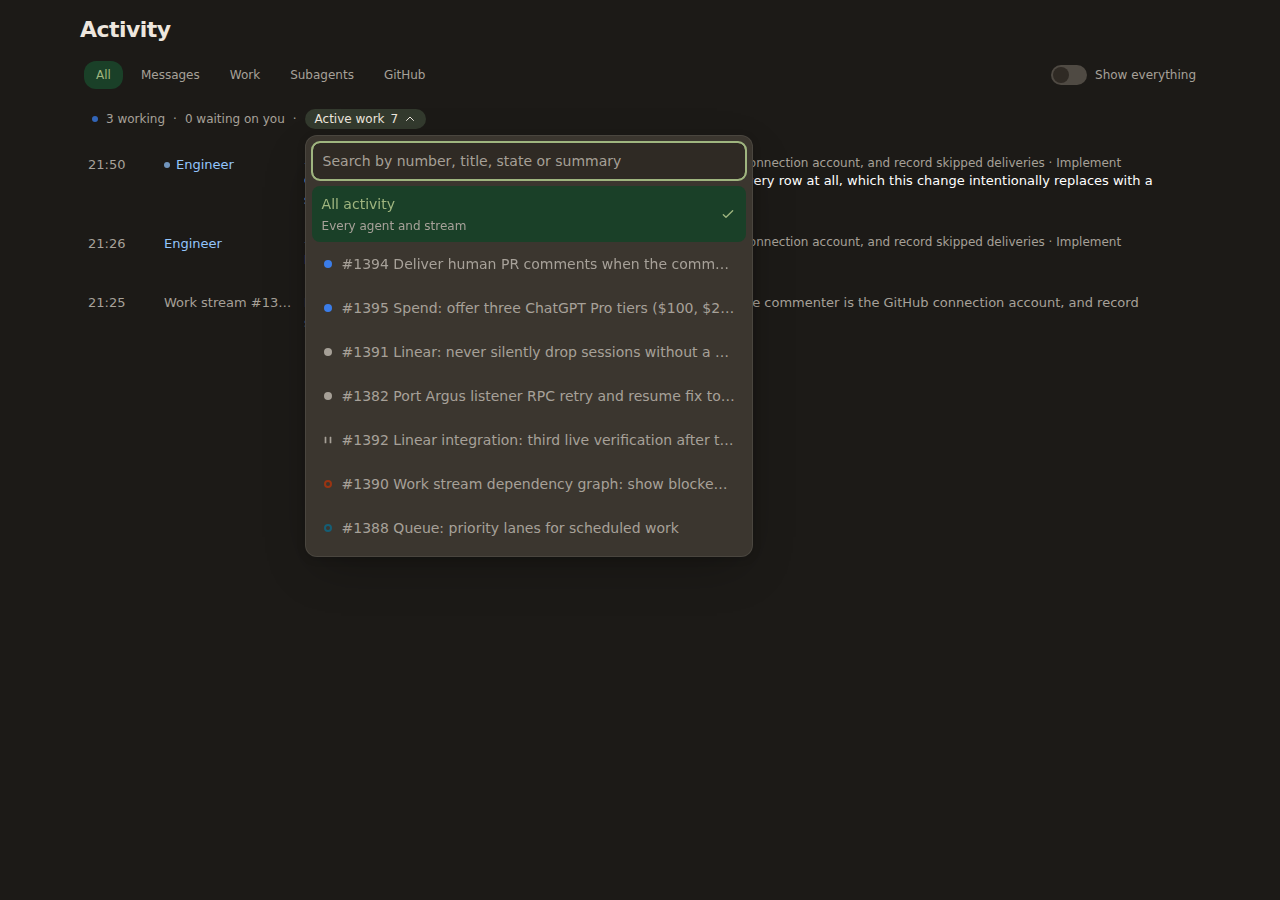 Activity
All Messages Work Subagents GitHub Show everything
3 working · 0 waiting on you · Active work 7
21:50 Engineer
Search by number, title, state or summary
connection account, and record skipped deliveries · Implement
row at all, which this change intentionally replaces with a
All activity
Every agent and stream
21:26 Engineer
connection account, and record skipped deliveries · Implement
#1394 Deliver human PR comments when the comm…
21:25 Work stream #13…
commenter is the GitHub connection account, and record
#1395 Spend: offer three ChatGPT Pro tiers ($100, $2…
#1391 Linear: never silently drop sessions without a …
#1382 Port Argus listener RPC retry and resume fix to…
#1392 Linear integration: third live verification after t…
#1390 Work stream dependency graph: show blocke…
#1388 Queue: priority lanes for scheduled work